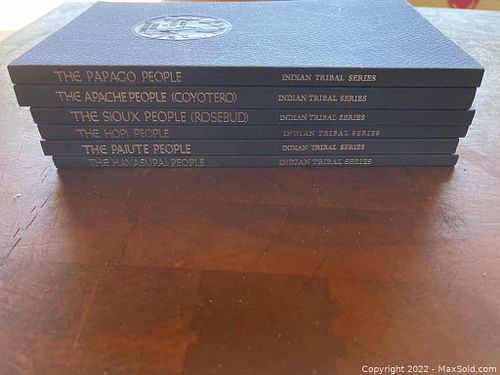 THE PAPAGO PEOPLE INDIAN TRIBAL SERIES
THE APACHE PEOPLE (COYOTERO) INDIAN TRIBAL SERIES
THE SIOUX PEOPLE (ROSEBUD) INDIAN TRIBAL SERIES
THE HOPI PEOPLE INDIAN TRIBAL SERIES
THE PAIUTE PEOPLE INDIAN TRIBAL SERIES
THE HAVASUPAI PEOPLE INDIAN TRIBAL SERIES
Copyright 2022 - MaxSold.com